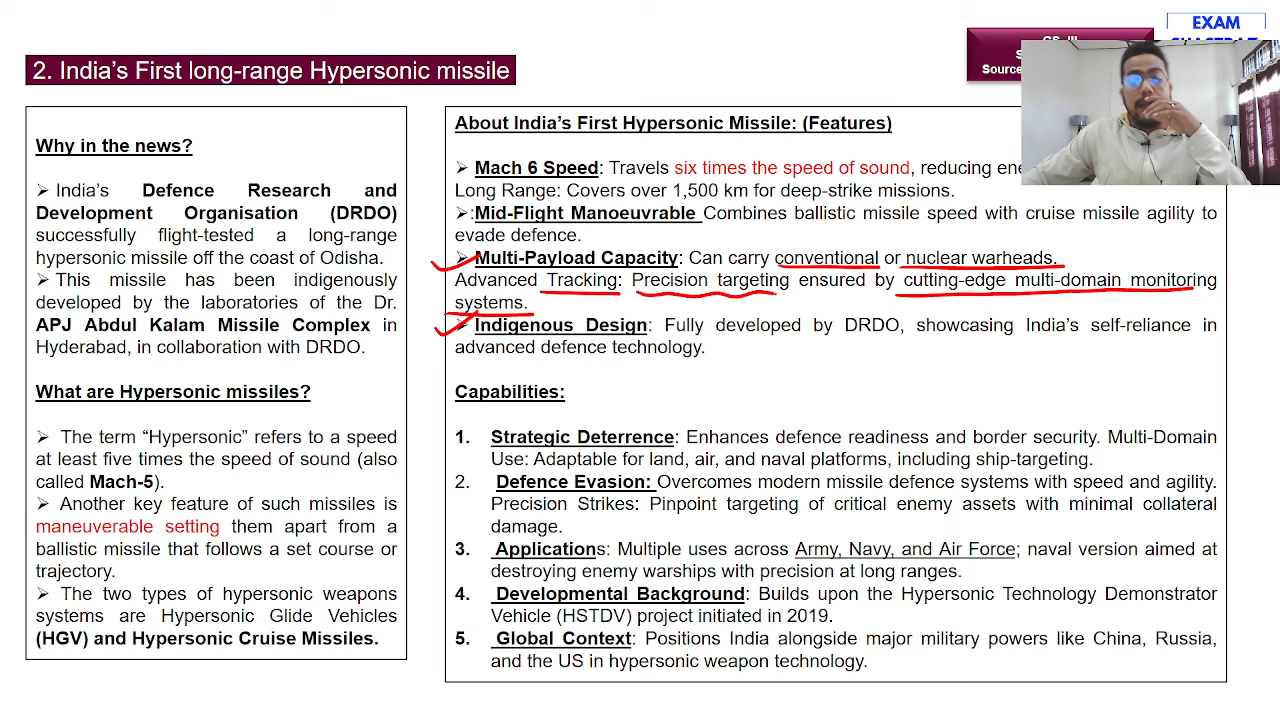 EXAM
2. India’s First long-range Hypersonic missile
Source
Why in the news?
➢ India’s Defence Research and
Development Organisation (DRDO)
successfully flight-tested a long-range
hypersonic missile off the coast of Odisha.
➢ This missile has been indigenously
developed by the laboratories of the Dr.
APJ Abdul Kalam Missile Complex in
Hyderabad, in collaboration with DRDO.
What are Hypersonic missiles?
➢ The term “Hypersonic” refers to a speed
at least five times the speed of sound (also
called Mach-5).
➢ Another key feature of such missiles is
maneuverable setting them apart from a
ballistic missile that follows a set course or
trajectory.
➢ The two types of hypersonic weapons
systems are Hypersonic Glide Vehicles
(HGV) and Hypersonic Cruise Missiles.
About India’s First Hypersonic Missile: (Features)
➢ Mach 6 Speed: Travels six times the speed of sound, reducing
Long Range: Covers over 1,500 km for deep-strike missions.
➢:Mid-Flight Manoeuvrable Combines ballistic missile speed with cruise missile agility to
evade defence.
➢ Multi-Payload Capacity: Can carry conventional or nuclear warheads.
Advanced Tracking: Precision targeting ensured by cutting-edge multi-domain monitoring
systems.
➢ Indigenous Design: Fully developed by DRDO, showcasing India’s self-reliance in
advanced defence technology.
Capabilities:
1. Strategic Deterrence: Enhances defence readiness and border security. Multi-Domain
Use: Adaptable for land, air, and naval platforms, including ship-targeting.
2. Defence Evasion: Overcomes modern missile defence systems with speed and agility.
Precision Strikes: Pinpoint targeting of critical enemy assets with minimal collateral
damage.
3. Applications: Multiple uses across Army, Navy, and Air Force; naval version aimed at
destroying enemy warships with precision at long ranges.
4. Developmental Background: Builds upon the Hypersonic Technology Demonstrator
Vehicle (HSTDV) project initiated in 2019.
5. Global Context: Positions India alongside major military powers like China, Russia,
and the US in hypersonic weapon technology.